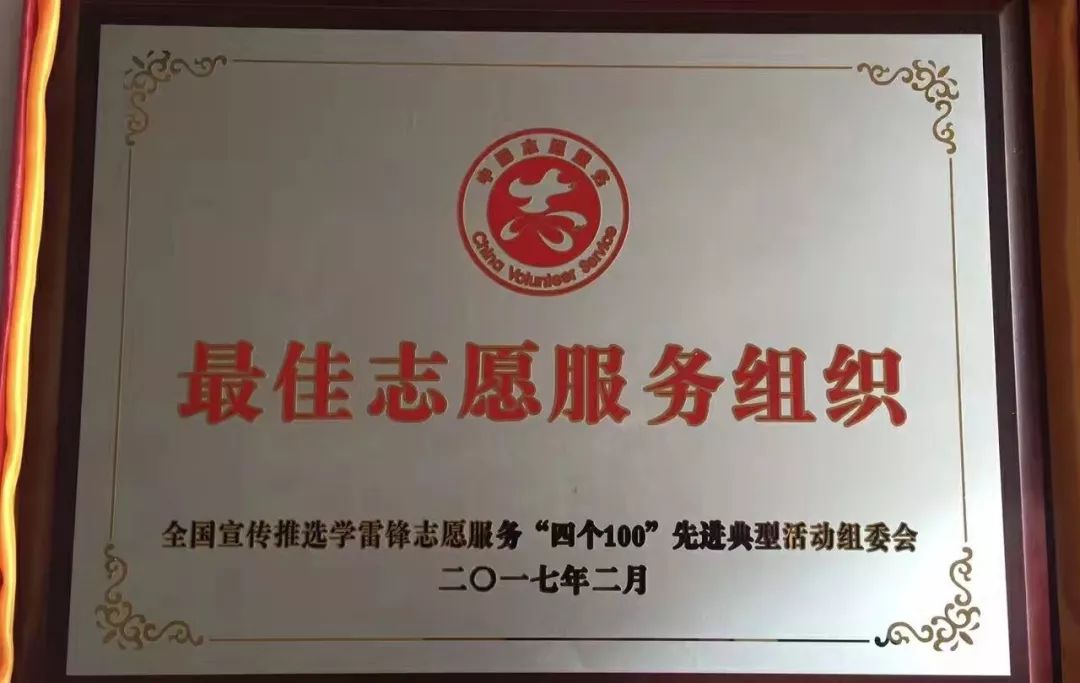 中国志愿服务
China Volunteer Service
最佳志愿服务组织
全国宣传推选学雷锋志愿服务“四个100”先进典型活动组委会
二〇一七年二月